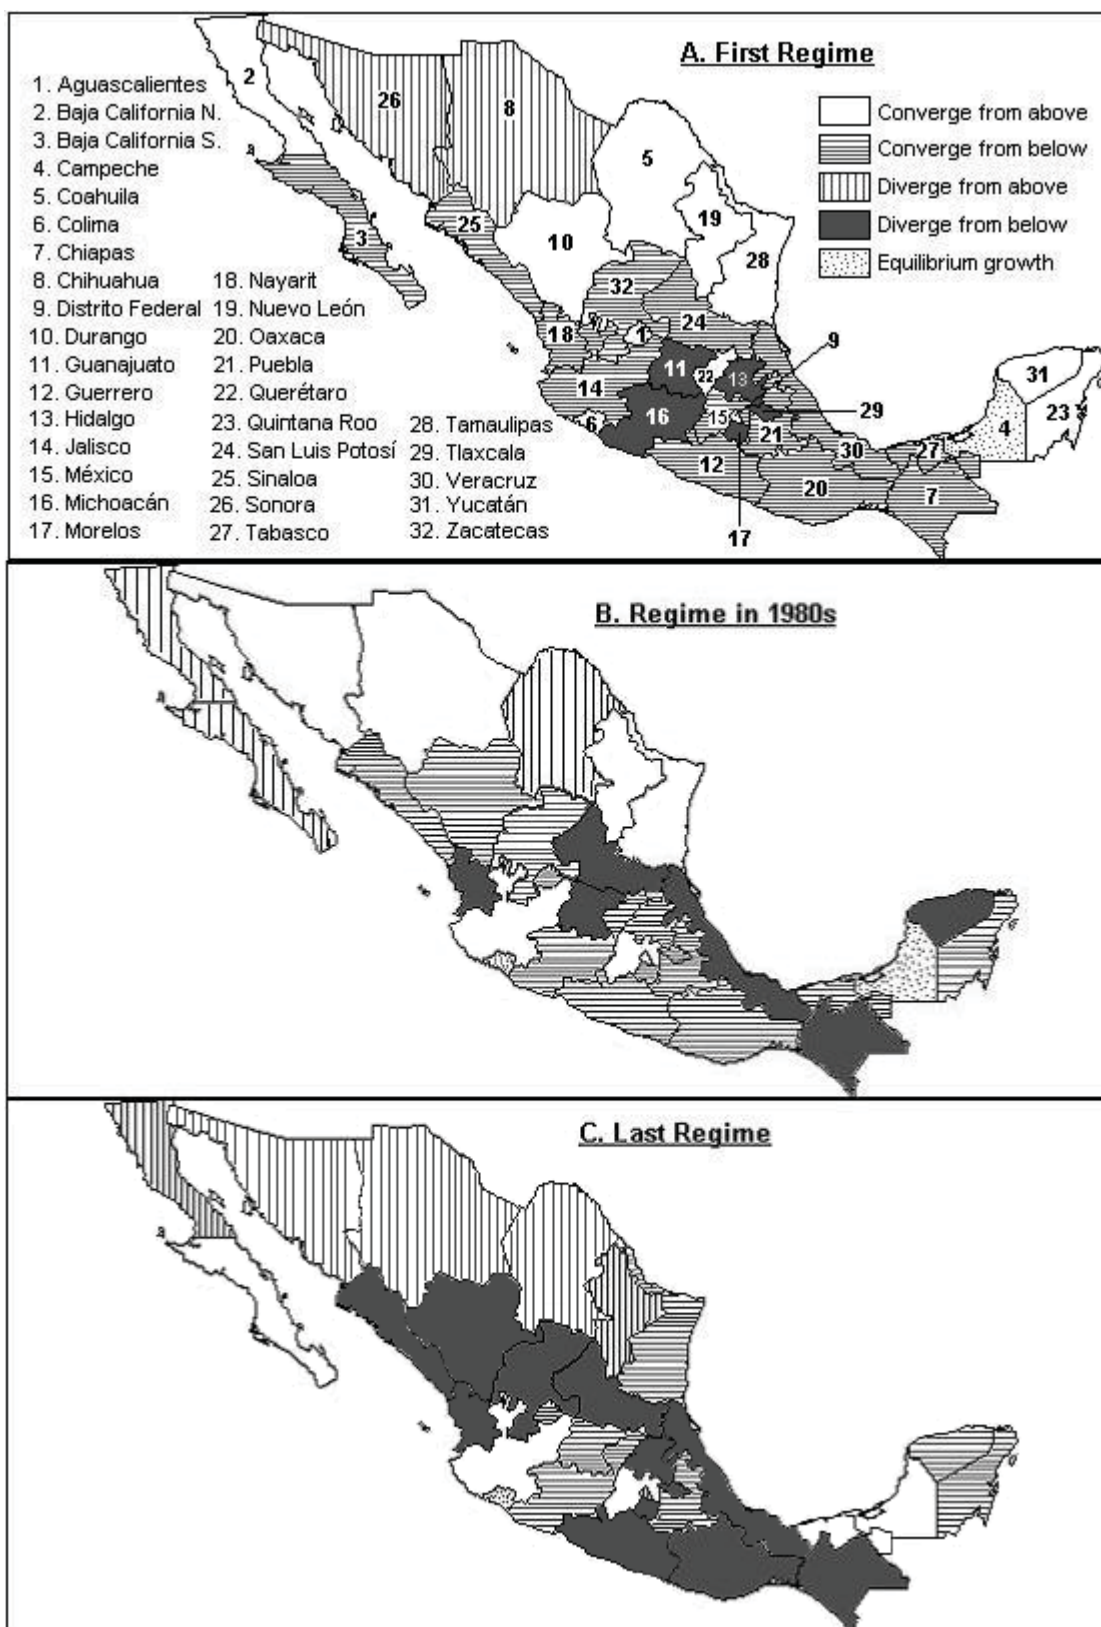 A. First Regime
1. Aguascalientes
2. Baja California N.
3. Baja California S.
4. Campeche
5. Coahuila
6. Colima
7. Chiapas
8. Chihuahua
9. Distrito Federal
10. Durango
11. Guanajuato
12. Guerrero
13. Hidalgo
14. Jalisco
15. México
16. Michoacán
17. Morelos
18. Nayarit
19. Nuevo León
20. Oaxaca
21. Puebla
22. Querétaro
23. Quintana Roo
24. San Luis Potosí
25. Sinaloa
26. Sonora
27. Tabasco
28. Tamaulipas
29. Tlaxcala
30. Veracruz
31. Yucatán
32. Zacatecas
Converge from above
Converge from below
Diverge from above
Diverge from below
Equilibrium growth
2
26
8
5
3
25
10
19
28
32
18
24
1
9
11
22
13
14
31
6
16
15
29
23
21
4
12
30
27
20
7
17
B. Regime in 1980s
C. Last Regime